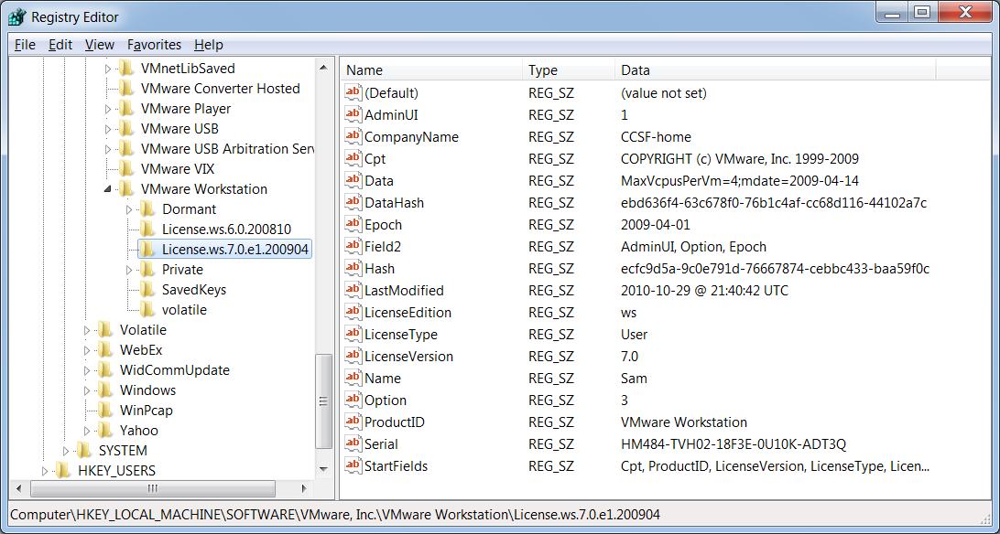 Registry Editor
File Edit View Favorites Help
VMnetLibSaved
VMware Converter Hosted
VMware Player
VMware USB
VMware USB Arbitration Serv
VMware VIX
VMware Workstation
Dormant
License.ws.6.0.200810
License.ws.7.0.e1.200904
Private
SavedKeys
volatile
Volatile
WebEx
WidCommUpdate
Windows
WinPcap
Yahoo
SYSTEM
HKEY_USERS
Name Type Data
(Default) REG_SZ (value not set)
AdminUI REG_SZ 1
CompanyName REG_SZ CCSF-home
Cpt REG_SZ COPYRIGHT (c) VMware, Inc. 1999-2009
Data REG_SZ MaxVcpusPerVm=4;mdate=2009-04-14
DataHash REG_SZ ebd636f4-63c678f0-76b1c4af-cc68d116-44102a7c
Epoch REG_SZ 2009-04-01
Field2 REG_SZ AdminUI, Option, Epoch
Hash REG_SZ ecfc9d5a-9c0e791d-76667874-cebbc433-baa59f0c
LastModified REG_SZ 2010-10-29 @ 21:40:42 UTC
LicenseEdition REG_SZ ws
LicenseType REG_SZ User
LicenseVersion REG_SZ 7.0
Name REG_SZ Sam
Option REG_SZ 3
ProductID REG_SZ VMware Workstation
Serial REG_SZ HM484-TVH02-18F3E-0U10K-ADT3Q
StartFields REG_SZ Cpt, ProductID, LicenseVersion, LicenseType, Licen...
Computer\HKEY_LOCAL_MACHINE\SOFTWARE\VMware, Inc.\VMware Workstation\License.ws.7.0.e1.200904